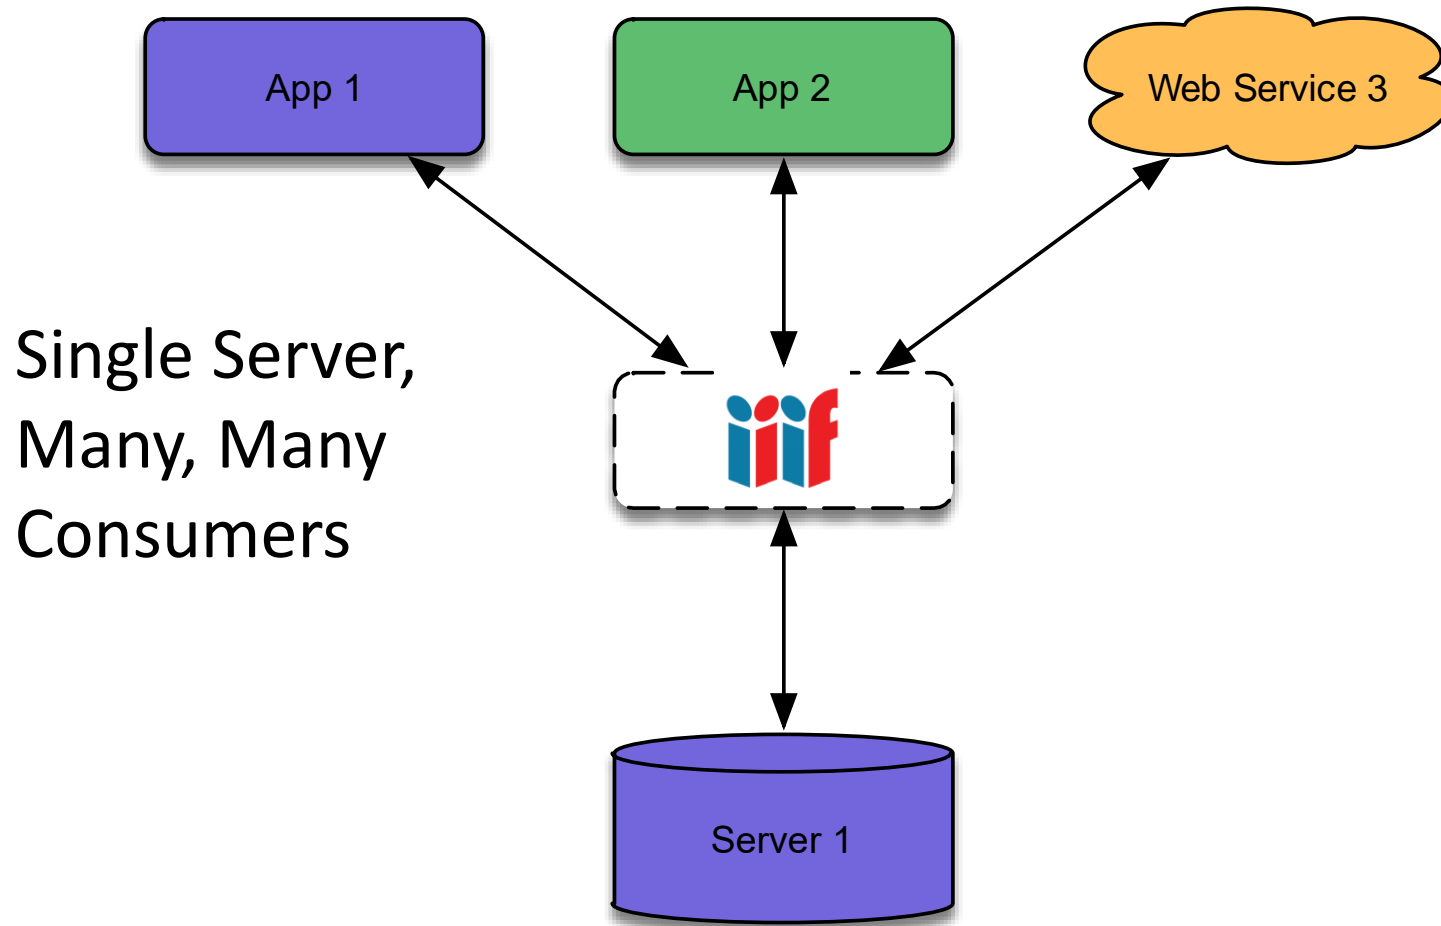 App 1
App 2
Web Service 3
Single Server,
Many, Many
Consumers
iiif
Server 1